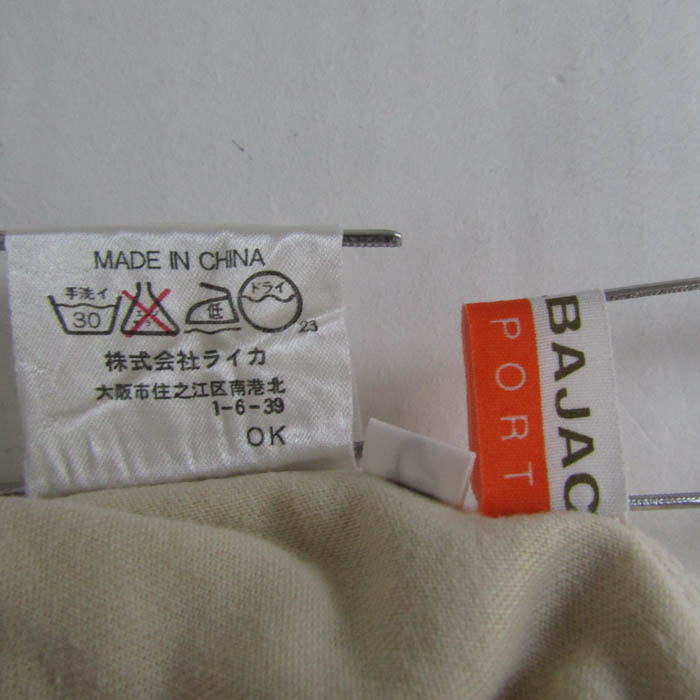 MADE IN CHINA
手洗イ
30
低
ドライ
23
株式会社ライカ
大阪市住之江区南港北
1-6-39
OK
BAJAC
PORT